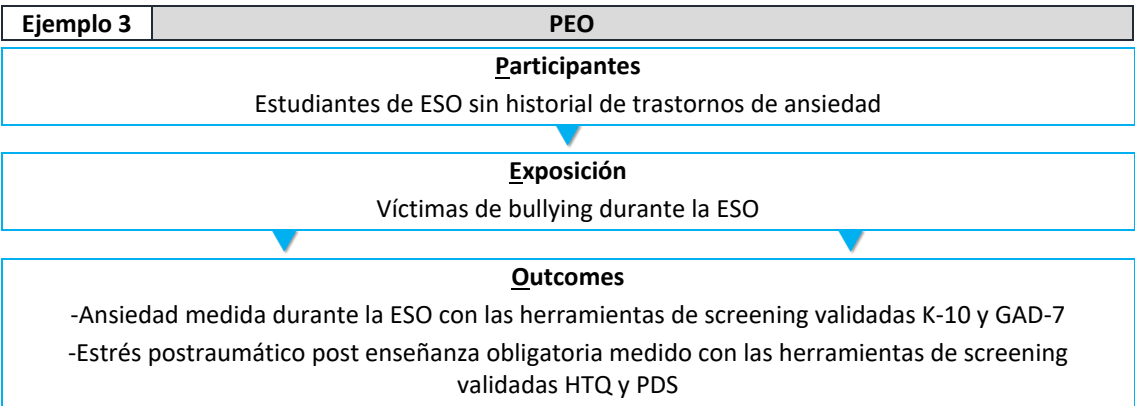 Ejemplo 3 PEO
Participantes
Estudiantes de ESO sin historial de trastornos de ansiedad
Exposición
Víctimas de bullying durante la ESO
Outcomes
-Ansiedad medida durante la ESO con las herramientas de screening validadas K-10 y GAD-7
-Estrés postraumático post enseñanza obligatoria medido con las herramientas de screening
validadas HTQ y PDS